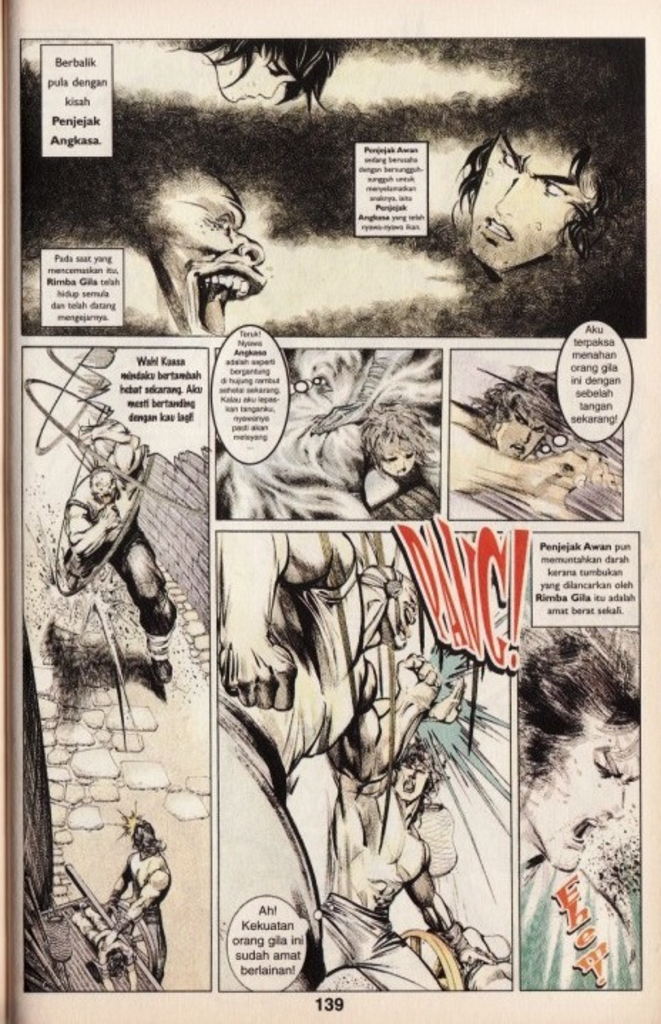 Berbalik
pula dengan
kisah
Penjejak
Angkasa.
Penjejak Awan
sedang berusaha
dengan bersungguh-
sungguh untuk
menyelamatkan
anaknya, iaitu
Penjejak
Angkasa yang telah
nyawa-nyawa ikan.
Pada saat yang
mencemaskan itu,
Rimba Gila telah
hidup semula
dan telah datang
mengejarnya.
Wah! Kuasa
mindaku bertambah
hebat sekarang. Aku
mesti bertanding
dengan kau lagi!
Teruk!
Nyawa
Angkasa
adalah seperti
bergantung
di hujung rambut
sehelai sekarang.
Kalau aku lepas-
kan tanganku,
nyawanya
pasti akan
melayang
...
Aku
terpaksa
menahan
orang gila
ini dengan
sebelah
tangan
sekarang!
PANG!
Ah!
Kekuatan
orang gila ini
sudah amat
berlainan!
Penjejak Awan pun
memuntahkan darah
kerana tumbukan
yang dilancarkan oleh
Rimba Gila itu adalah
amat berat sekali.
Ehem
139